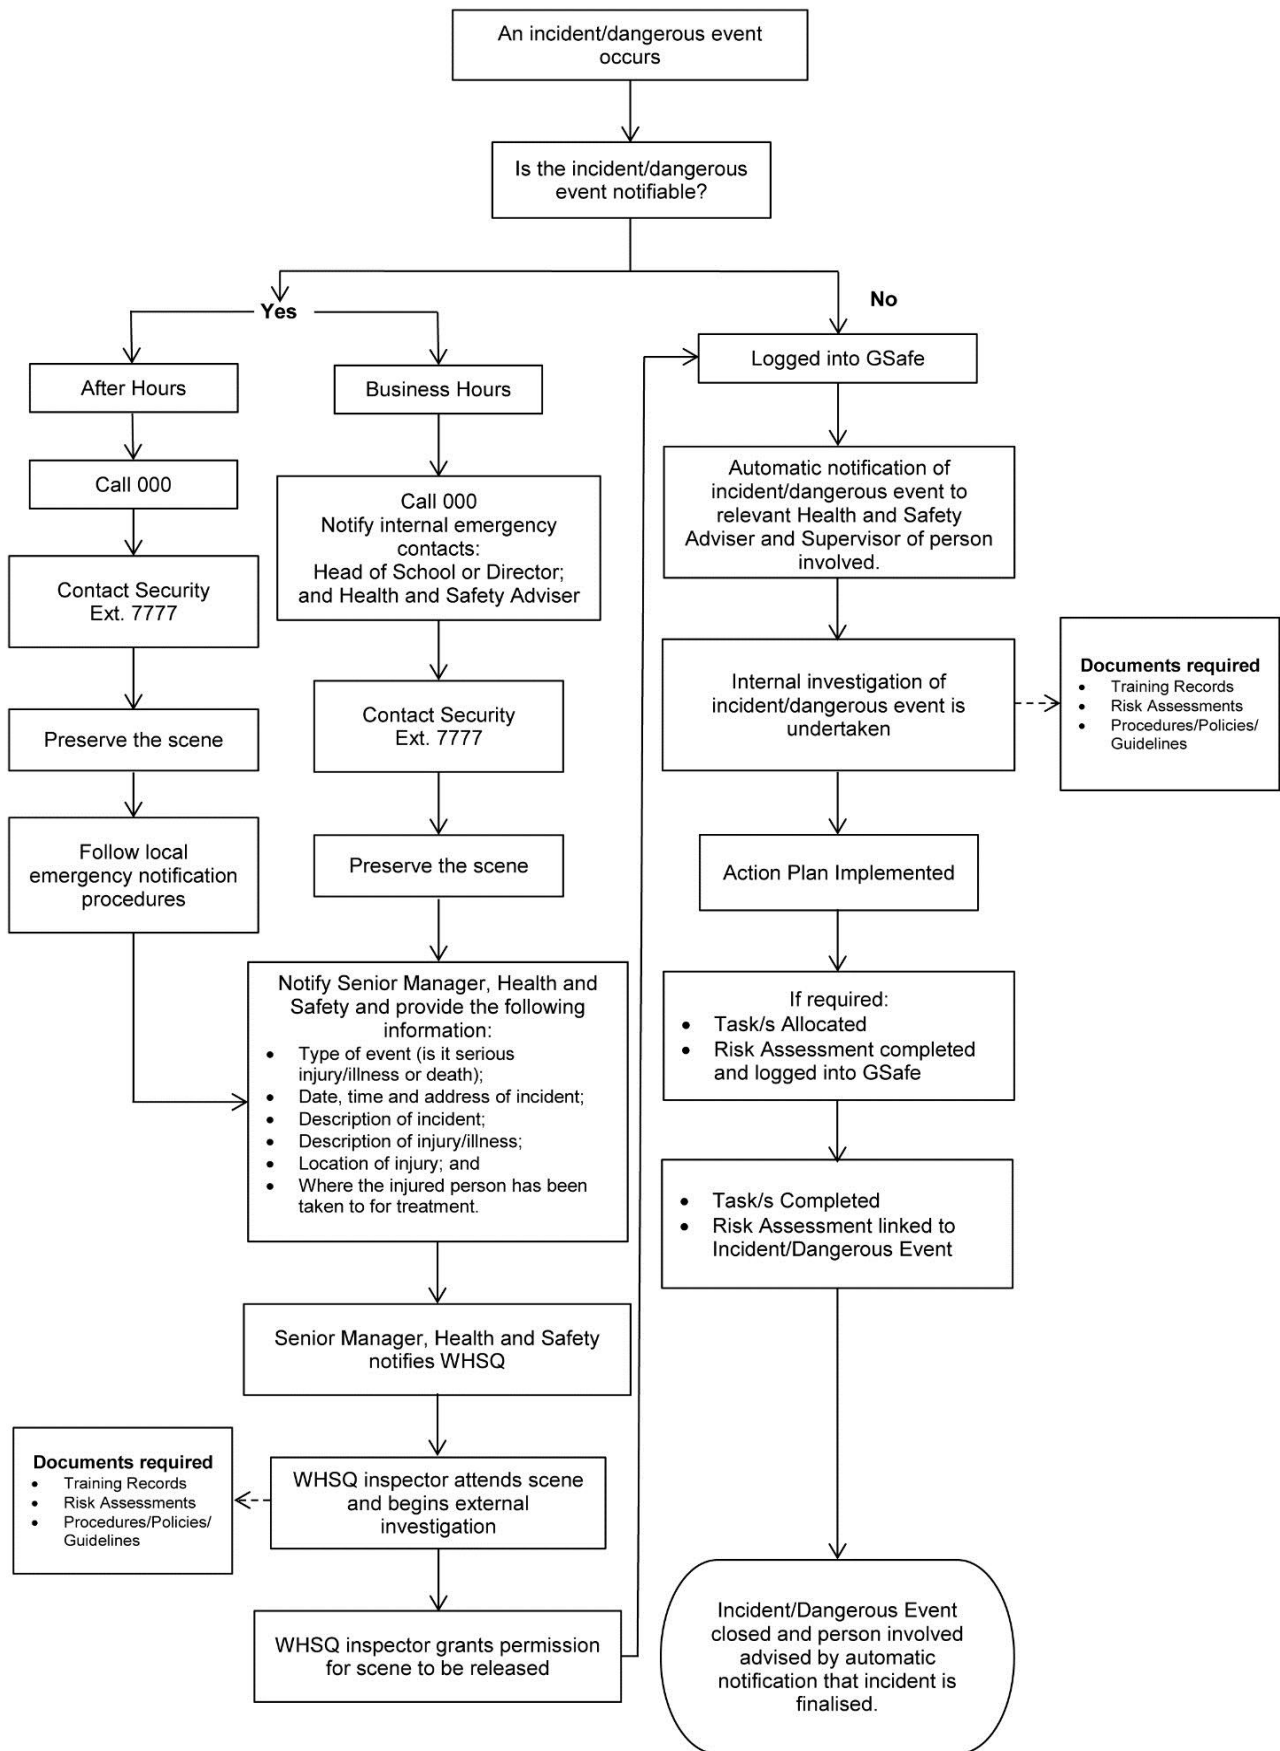 An incident/dangerous event
occurs
Is the incident/dangerous
event notifiable?
Yes
No
After Hours
Call 000
Contact Security
Ext. 7777
Preserve the scene
Follow local
emergency notification
procedures
Business Hours
Call 000
Notify internal emergency
contacts:
Head of School or Director;
and Health and Safety Adviser
Contact Security
Ext. 7777
Preserve the scene
Notify Senior Manager, Health and
Safety and provide the following
information:
• Type of event (is it serious
injury/illness or death);
• Date, time and address of incident;
• Description of incident;
• Description of injury/illness;
• Location of injury; and
• Where the injured person has been
taken to for treatment.
Senior Manager, Health and Safety
notifies WHSQ
WHSQ inspector attends scene
and begins external
investigation
Documents required
• Training Records
• Risk Assessments
• Procedures/Policies/
Guidelines
WHSQ inspector grants permission
for scene to be released
Logged into GSafe
Automatic notification of
incident/dangerous event to
relevant Health and Safety
Adviser and Supervisor of person
involved.
Internal investigation of
incident/dangerous event is
undertaken
Documents required
• Training Records
• Risk Assessments
• Procedures/Policies/
Guidelines
Action Plan Implemented
If required:
• Task/s Allocated
• Risk Assessment completed
and logged into GSafe
• Task/s Completed
• Risk Assessment linked to
Incident/Dangerous Event
Incident/Dangerous Event
closed and person involved
advised by automatic
notification that incident is
finalised.